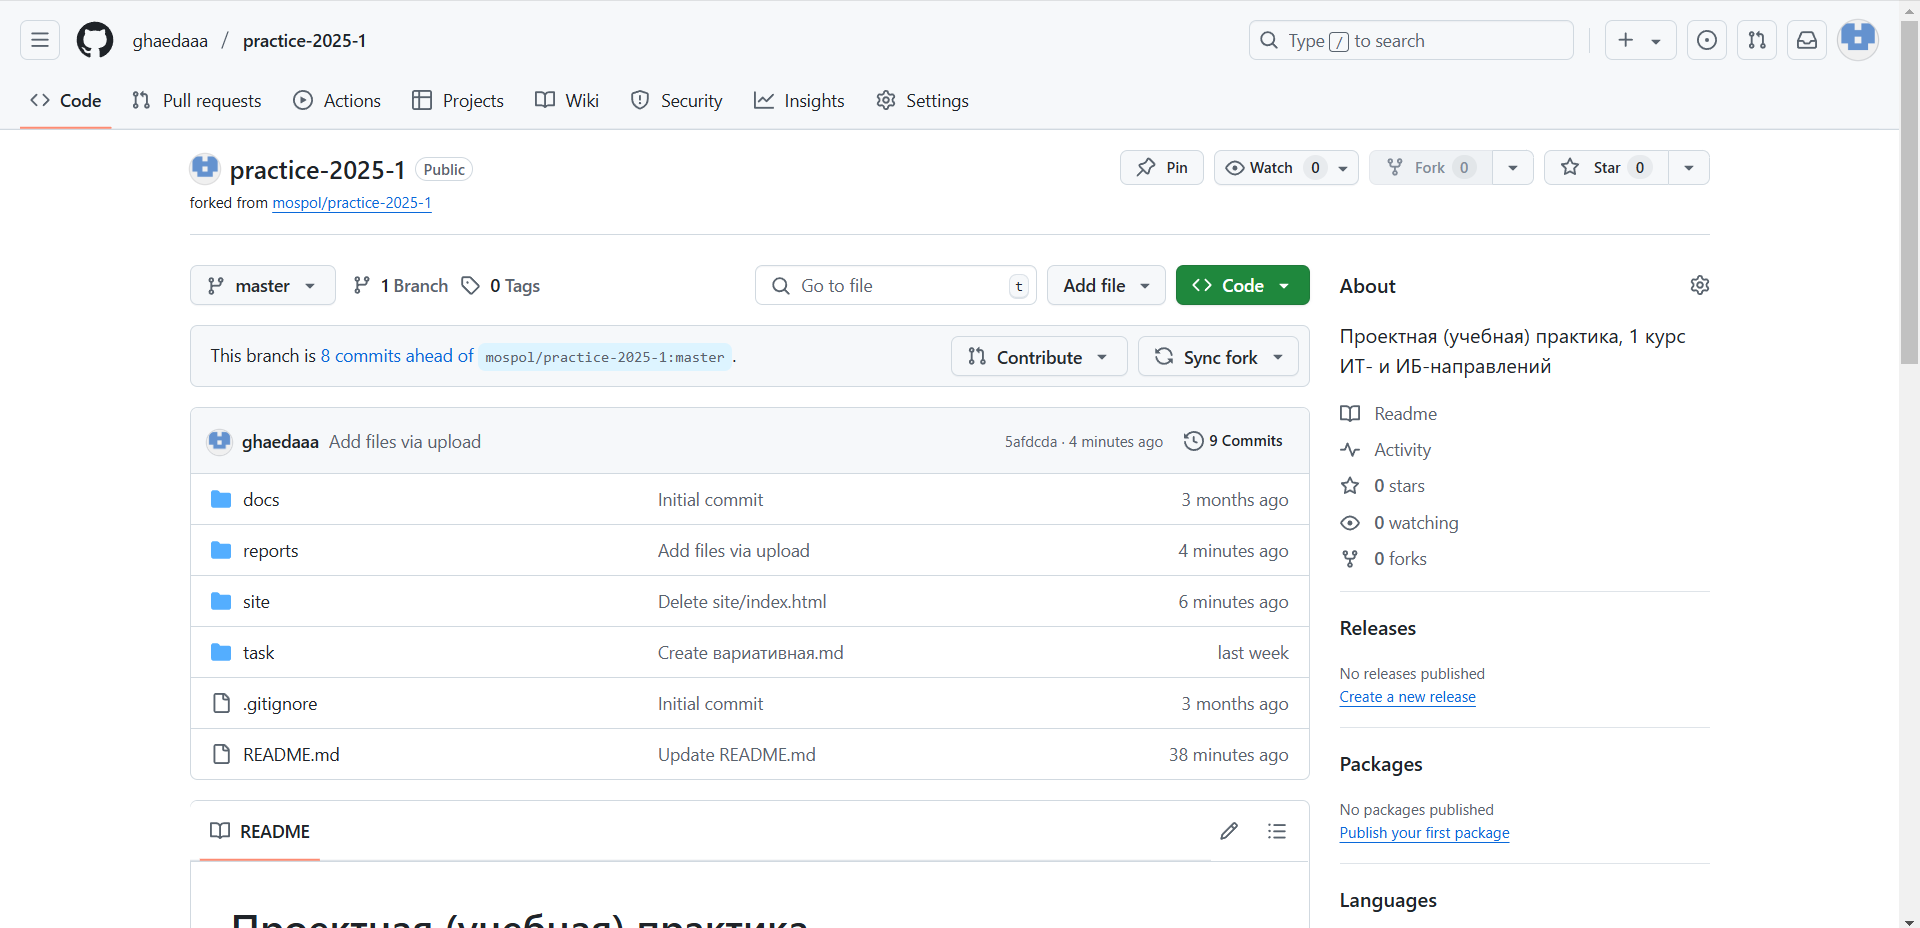 ghaedaaa / practice-2025-1
Type / to search
Code Pull requests Actions Projects Wiki Security Insights Settings
practice-2025-1 Public
Pin Watch 0 Fork 0 Star 0
forked from mospol/practice-2025-1
master 1 Branch 0 Tags
Go to file t Add file Code
This branch is 8 commits ahead of mospol/practice-2025-1:master .
Contribute Sync fork
ghaedaaa Add files via upload 5afdcda · 4 minutes ago 9 Commits
docs Initial commit 3 months ago
reports Add files via upload 4 minutes ago
site Delete site/index.html 6 minutes ago
task Create вариативная.md last week
.gitignore Initial commit 3 months ago
README.md Update README.md 38 minutes ago
README
Проектная (учебная) практика
About
Проектная (учебная) практика, 1 курс
ИТ- и ИБ-направлений
Readme
Activity
0 stars
0 watching
0 forks
Releases
No releases published
Create a new release
Packages
No packages published
Publish your first package
Languages